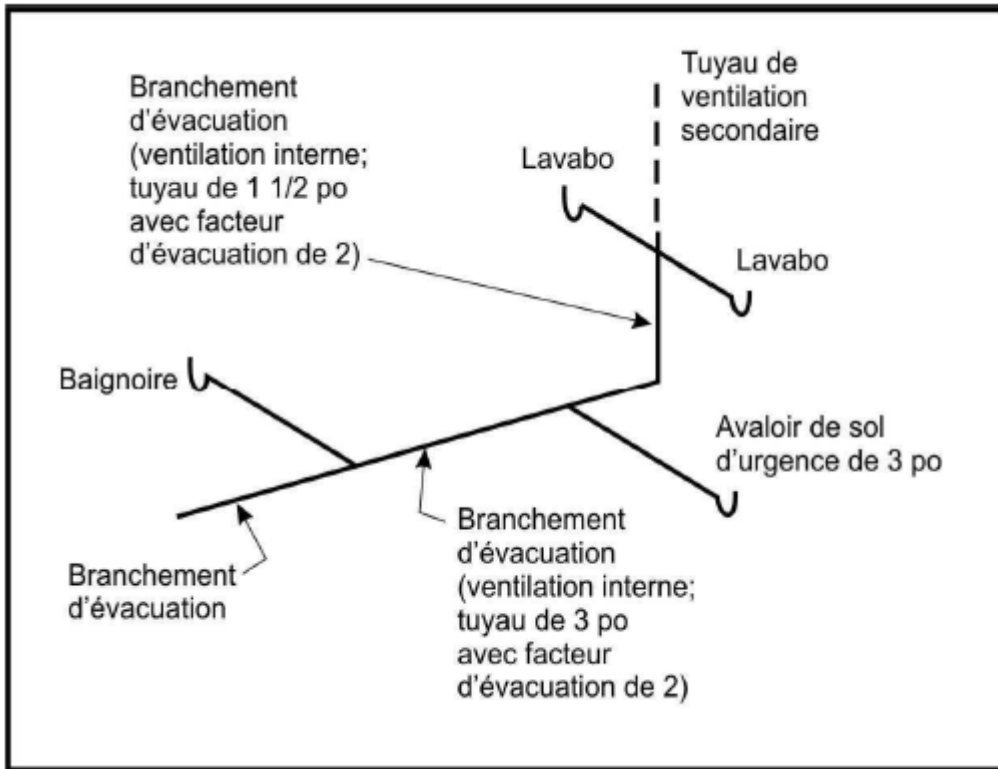 Branchement
d'évacuation
(ventilation interne;
tuyau de 1 1/2 po
avec facteur
d'évacuation de 2)
Tuyau de
ventilation
secondaire
Lavabo
Lavabo
Baignoire
Avaloir de sol
d'urgence de 3 po
Branchement
d'évacuation
Branchement
d'évacuation
(ventilation interne;
tuyau de 3 po
avec facteur
d'évacuation de 2)